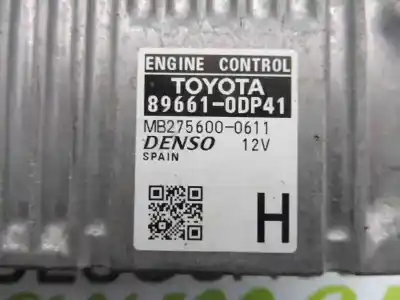 ENGINE CONTROL
TOYOTA
89661-0DP41
MB275600-0611
DENSO 12V
SPAIN
H